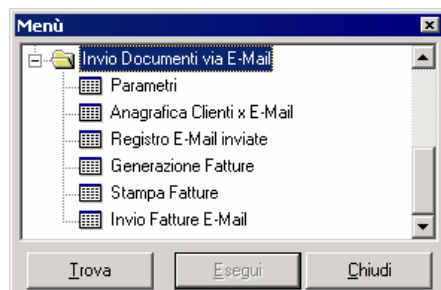 Menù
Invio Documenti via E-Mail
Parametri
Anagrafica Clienti x E-Mail
Registro E-Mail inviate
Generazione Fatture
Stampa Fatture
Invio Fatture E-Mail
Trova Esegui Chiudi